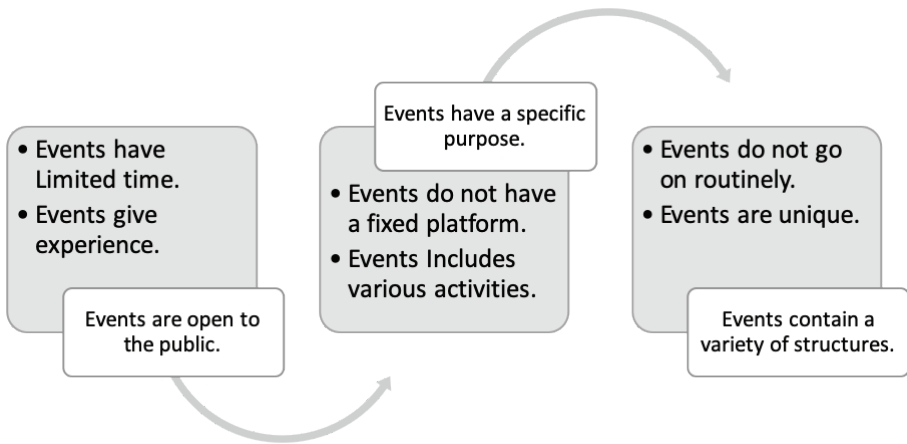 • Events have
Limited time.
• Events give
experience.
Events are open to
the public.
Events have a specific
purpose.
• Events do not have
a fixed platform.
• Events Includes
various activities.
• Events do not go
on routinely.
• Events are unique.
Events contain a
variety of structures.